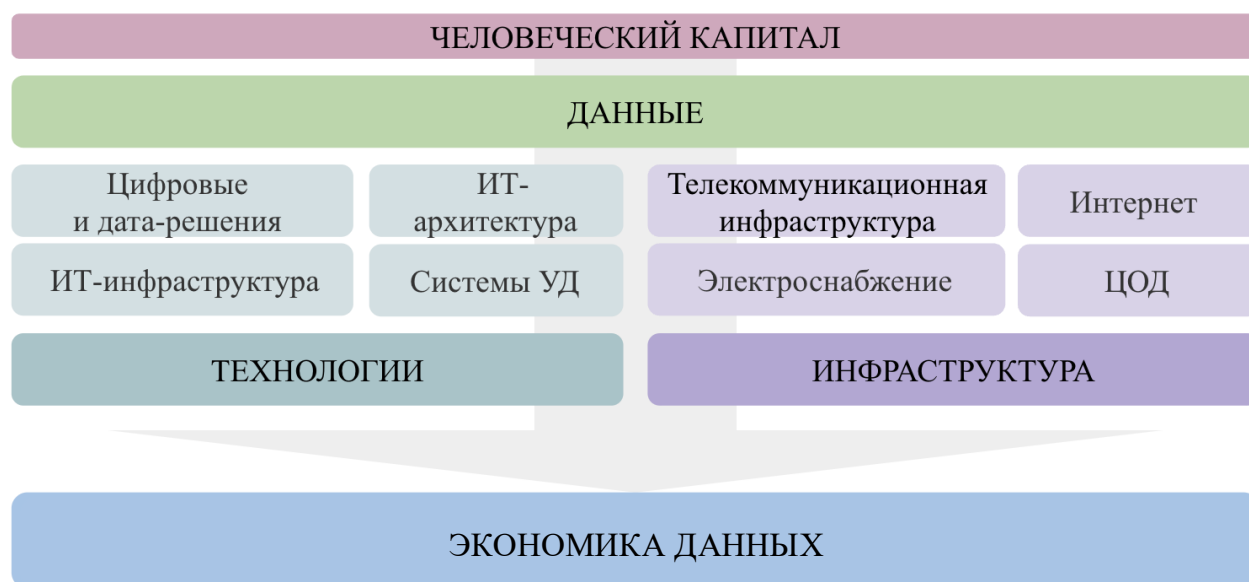 ЧЕЛОВЕЧЕСКИЙ КАПИТАЛ
ДАННЫЕ
Цифровые
и дата-решения
ИТ-
архитектура
Телекоммуникационная
инфраструктура
Интернет
ИТ-инфраструктура
Системы УД
Электроснабжение
ЦОД
ТЕХНОЛОГИИ
ИНФРАСТРУКТУРА
ЭКОНОМИКА ДАННЫХ